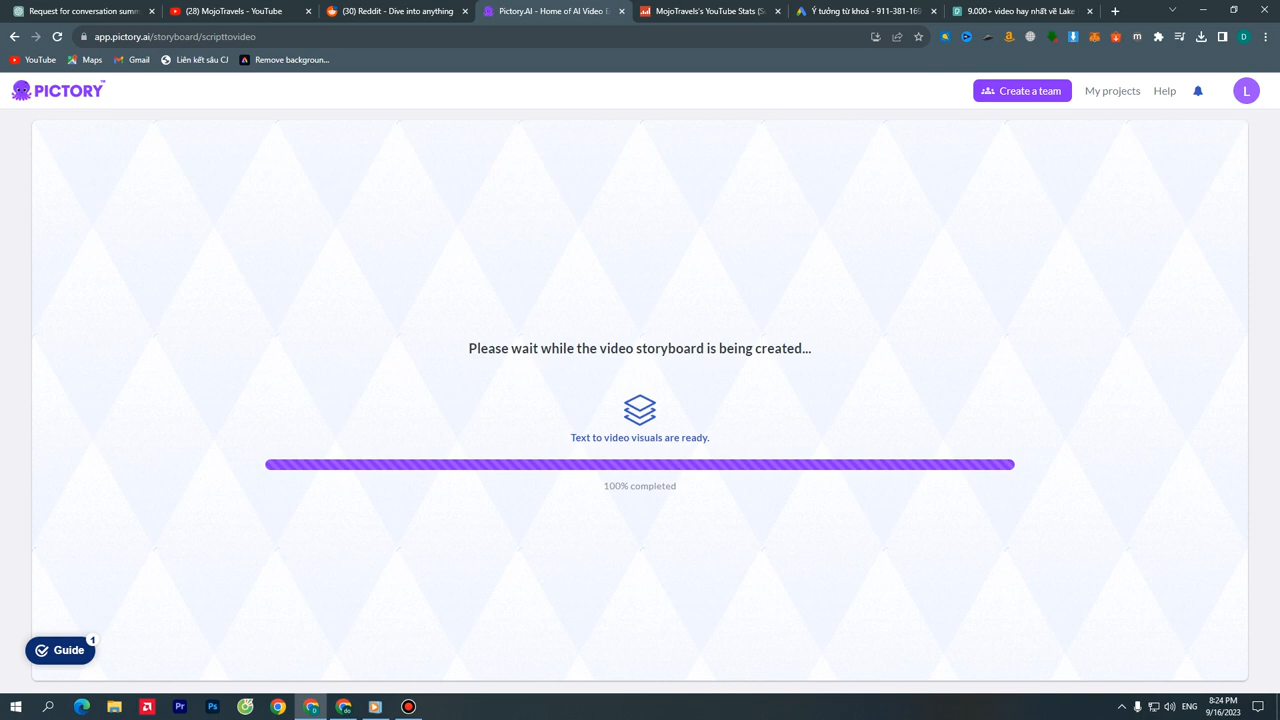 Request for conversation summ
(28) MojoTravels - YouTube
(30) Reddit - Dive into anything
Pictory.AI - Home of AI Video E
MojoTravels's YouTube Stats (S
Ý tưởng từ khoá - 911-381-169
9.000+ video hay nhất về Lake
app.pictory.ai/storyboard/scripttovideo
YouTube
Maps
Gmail
Liên kết sâu CJ
Remove backgroun...
PICTORY
Create a team
My projects
Help
L
Please wait while the video storyboard is being created...
Text to video visuals are ready.
100% completed
Guide
1
ENG
8:24 PM
9/16/2023